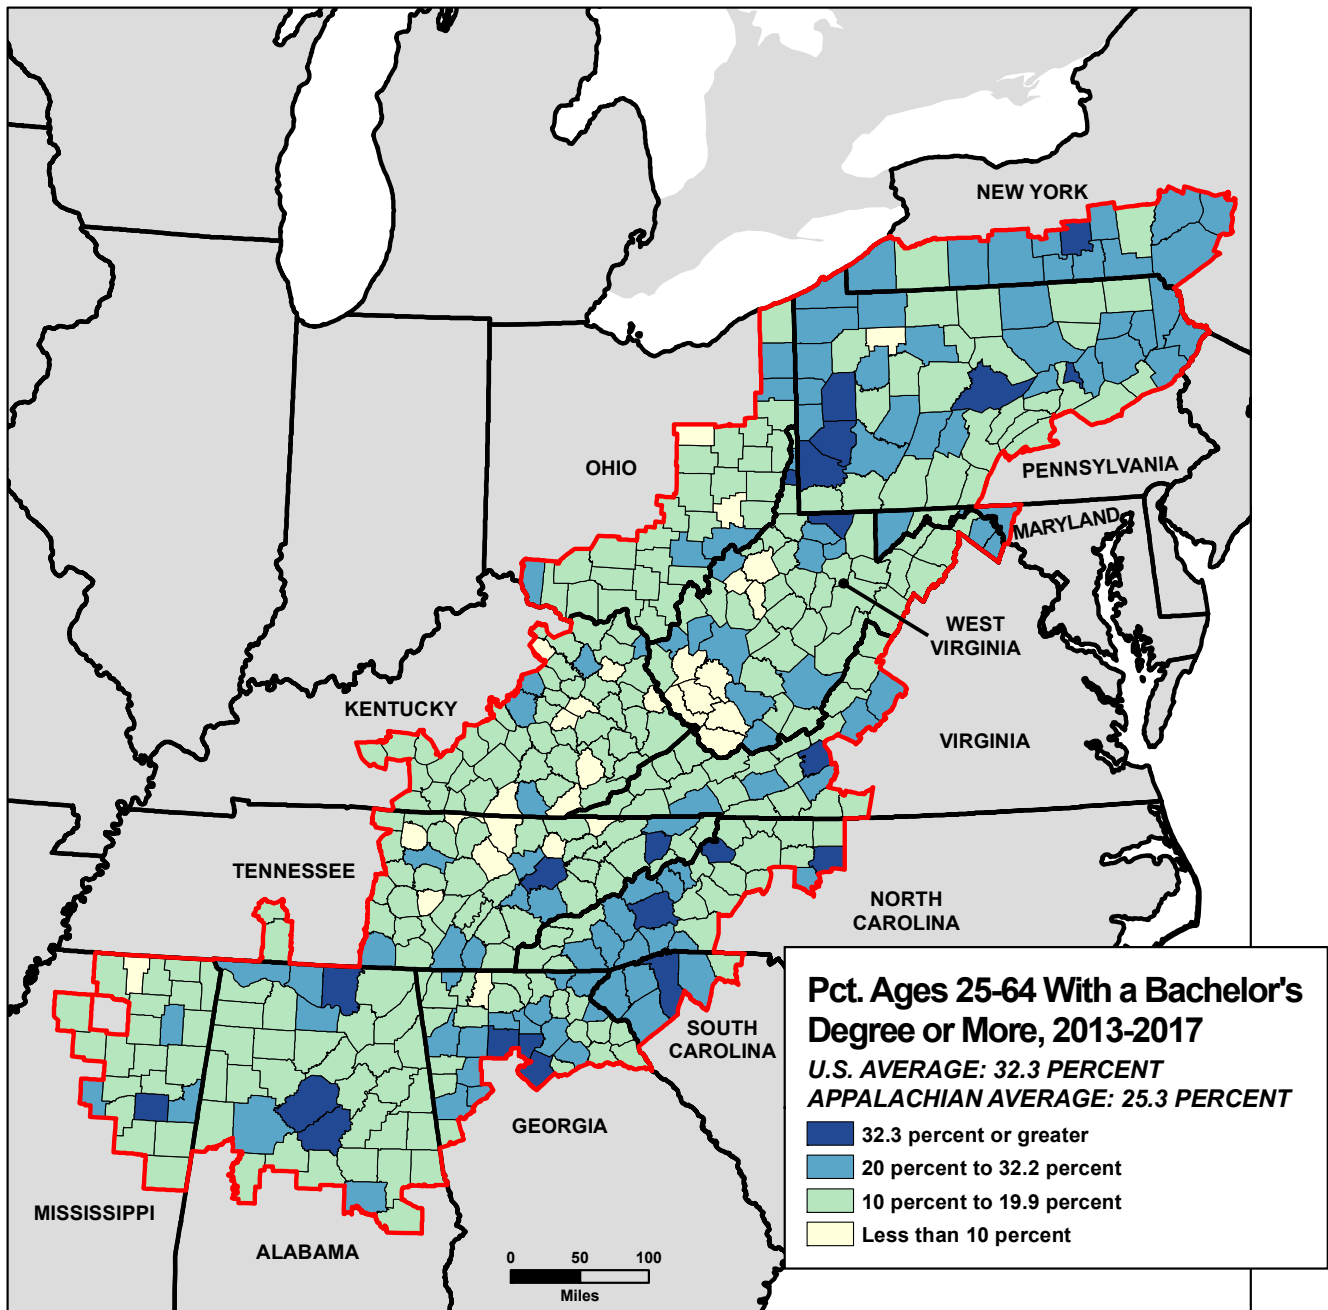 NEW YORK
OHIO
PENNSYLVANIA
MARYLAND
WEST
VIRGINIA
KENTUCKY
VIRGINIA
TENNESSEE
NORTH
CAROLINA
SOUTH
CAROLINA
GEORGIA
MISSISSIPPI
ALABAMA
0 50 100
Miles
Pct. Ages 25-64 With a Bachelor's
Degree or More, 2013-2017
U.S. AVERAGE: 32.3 PERCENT
APPALACHIAN AVERAGE: 25.3 PERCENT
32.3 percent or greater
20 percent to 32.2 percent
10 percent to 19.9 percent
Less than 10 percent